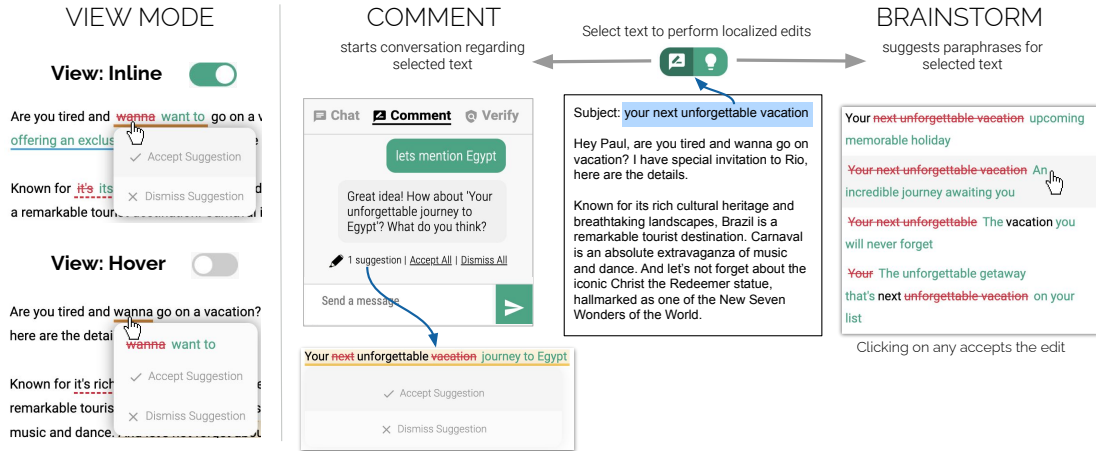 VIEW MODE
View: Inline
Are you tired and wanna want to go on a v
offering an exclus
Accept Suggestion
Dismiss Suggestion
Known for it's its
a remarkable
View: Hover
Are you tired and wanna go on a vacation?
here are the detai
wanna want to
Accept Suggestion
Dismiss Suggestion
Known for it's rich
remarkable touris
music and dance.
COMMENT
starts conversation regarding
selected text
Chat Comment Verify
lets mention Egypt
Great idea! How about 'Your
unforgettable journey to
Egypt'? What do you think?
1 suggestion | Accept All | Dismiss All
Send a message
Your next unforgettable vacation journey to Egypt
Accept Suggestion
Dismiss Suggestion
Select text to perform localized edits
Subject: your next unforgettable vacation
Hey Paul, are you tired and wanna go on
vacation? I have special invitation to Rio,
here are the details.
Known for its rich cultural heritage and
breathtaking landscapes, Brazil is a
remarkable tourist destination. Carnaval
is an absolute extravaganza of music
and dance. And let's not forget about the
iconic Christ the Redeemer statue,
hallmarked as one of the New Seven
Wonders of the World.
BRAINSTORM
suggests paraphrases for
selected text
Your next unforgettable vacation upcoming
memorable holiday
Your next unforgettable vacation An
incredible journey awaiting you
Your next unforgettable The vacation you
will never forget
Your The unforgettable getaway
that's next unforgettable vacation on your
list
Clicking on any accepts the edit